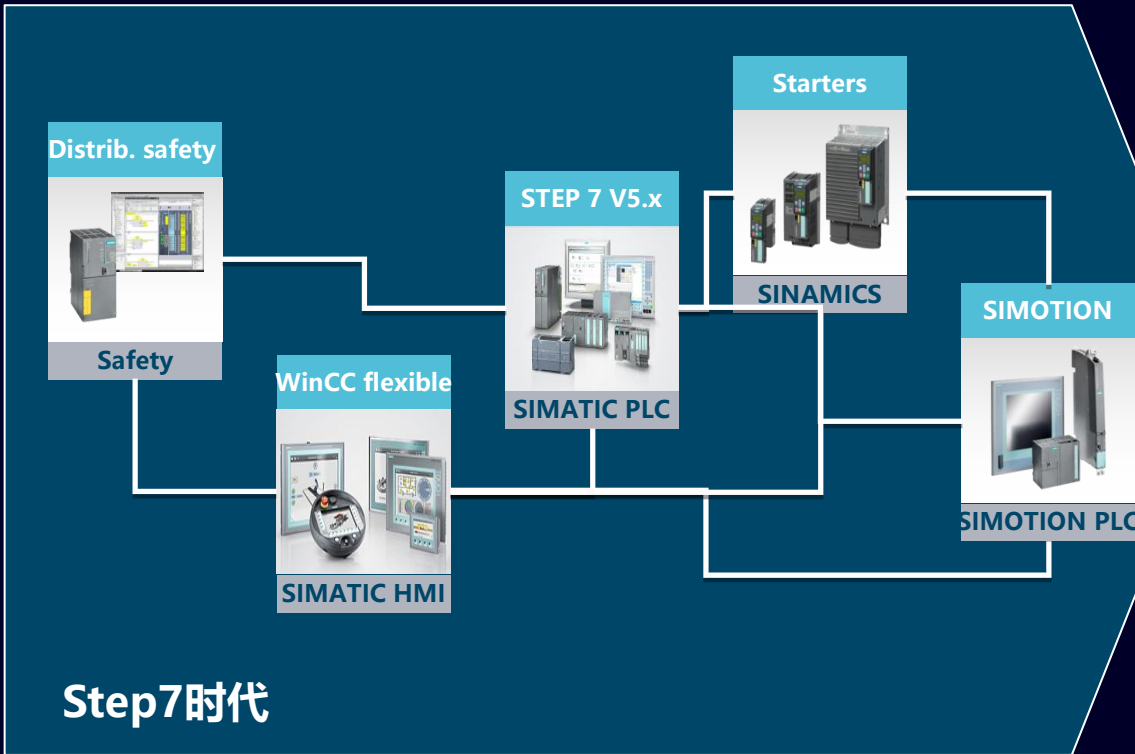 Starters
Distrib. safety
STEP 7 V5.x
SINAMICS
SIMOTION
Safety
WinCC flexible
SIMATIC PLC
SIMOTION PLC
SIMATIC HMI
Step7时代